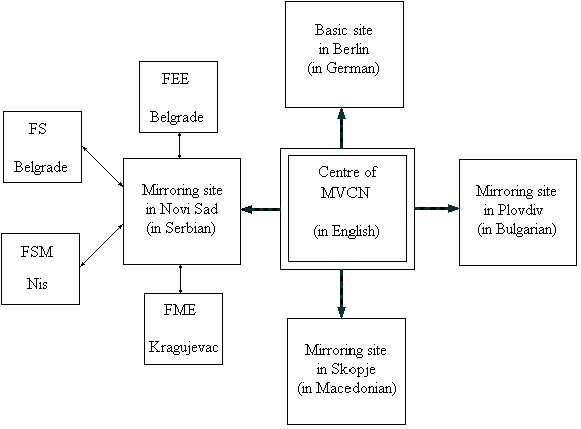 Basic site
in Berlin
(in German)
FEE
Belgrade
FS
Belgrade
Mirroring site
in Novi Sad
(in Serbian)
Centre of
MVCN
(in English)
Mirroring site
in Plovdiv
(in Bulgarian)
FSM
Nis
FME
Kragujevac
Mirroring site
in Skopje
(in Macedonian)